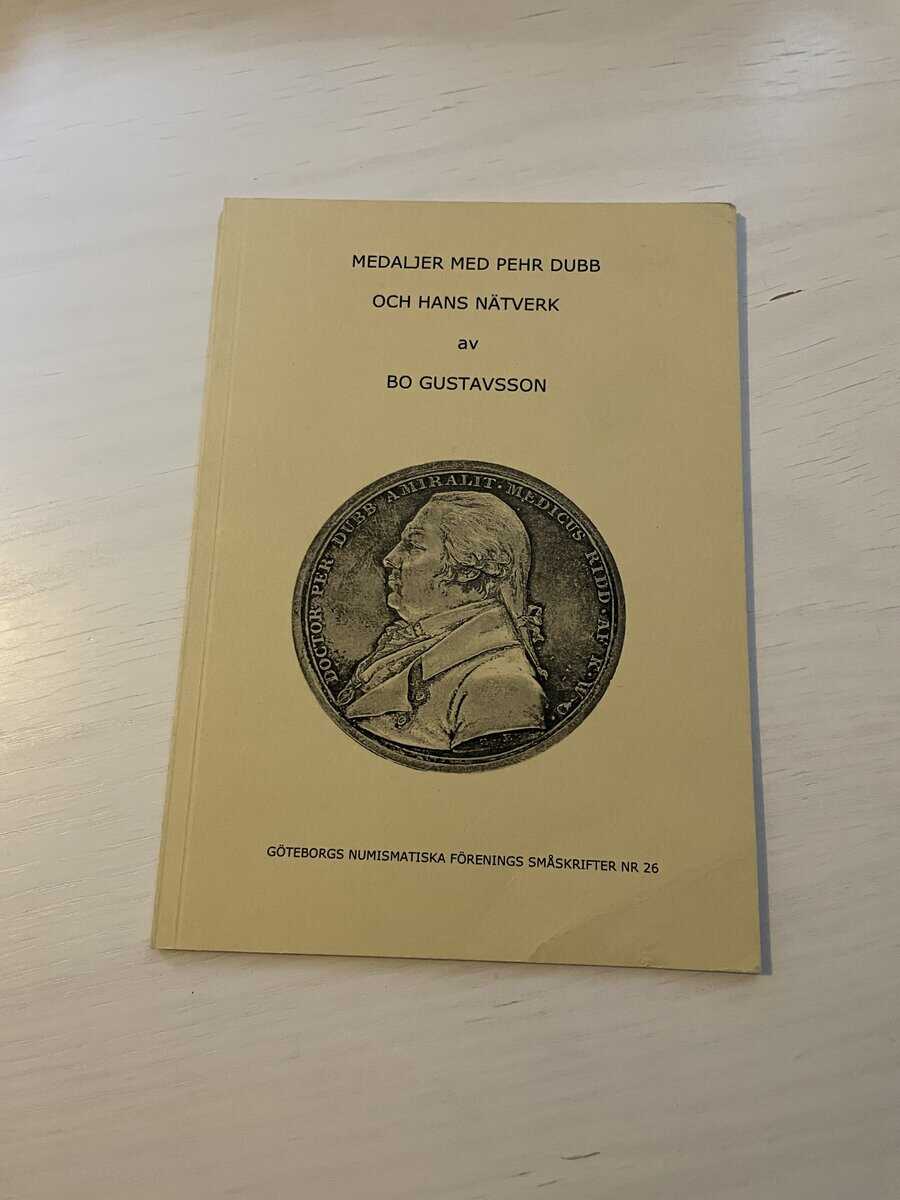 MEDALJER MED PEHR DUBB
OCH HANS NÄTVERK
av
BO GUSTAVSSON
DOCTOR·PER·DUBB AMIRALIT·MEDICUS RIDD·AF K·W·O·
GÖTEBORGS NUMISMATISKA FÖRENINGS SMÅSKRIFTER NR 26